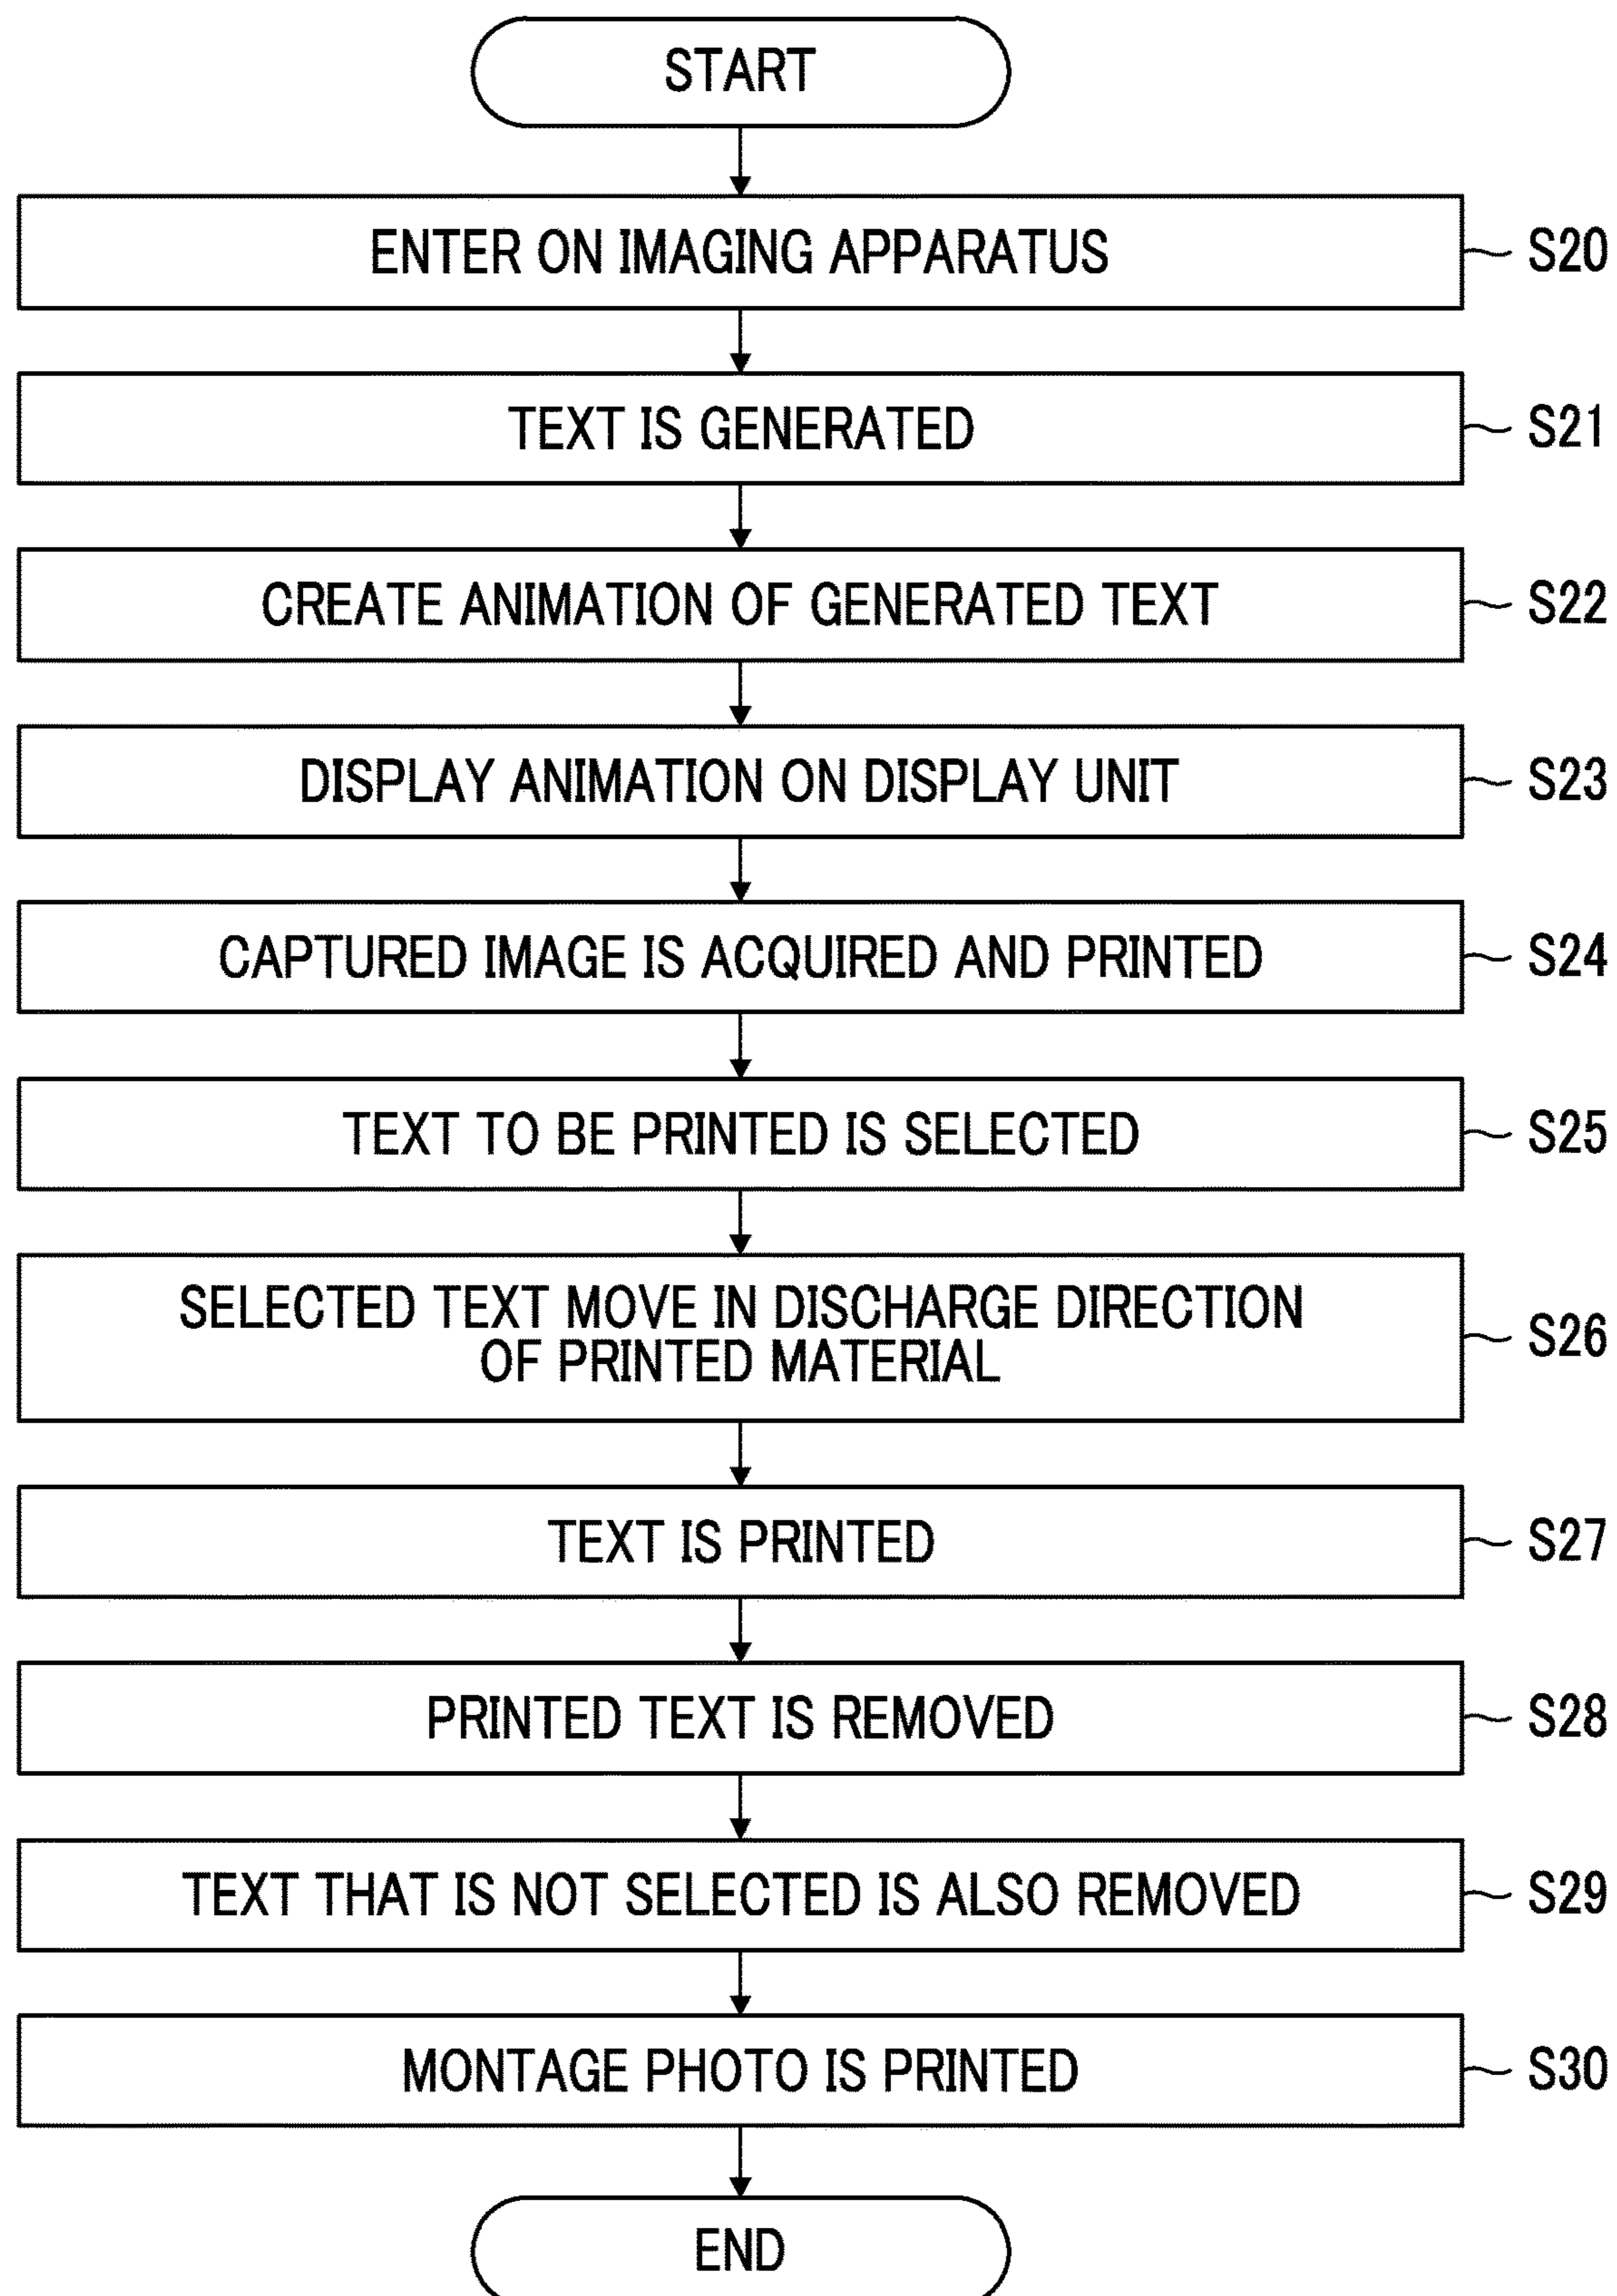 START
ENTER ON IMAGING APPARATUS
S20
TEXT IS GENERATED
S21
CREATE ANIMATION OF GENERATED TEXT
S22
DISPLAY ANIMATION ON DISPLAY UNIT
S23
CAPTURED IMAGE IS ACQUIRED AND PRINTED
S24
TEXT TO BE PRINTED IS SELECTED
S25
SELECTED TEXT MOVE IN DISCHARGE DIRECTION
OF PRINTED MATERIAL
S26
TEXT IS PRINTED
S27
PRINTED TEXT IS REMOVED
S28
TEXT THAT IS NOT SELECTED IS ALSO REMOVED
S29
MONTAGE PHOTO IS PRINTED
S30
END